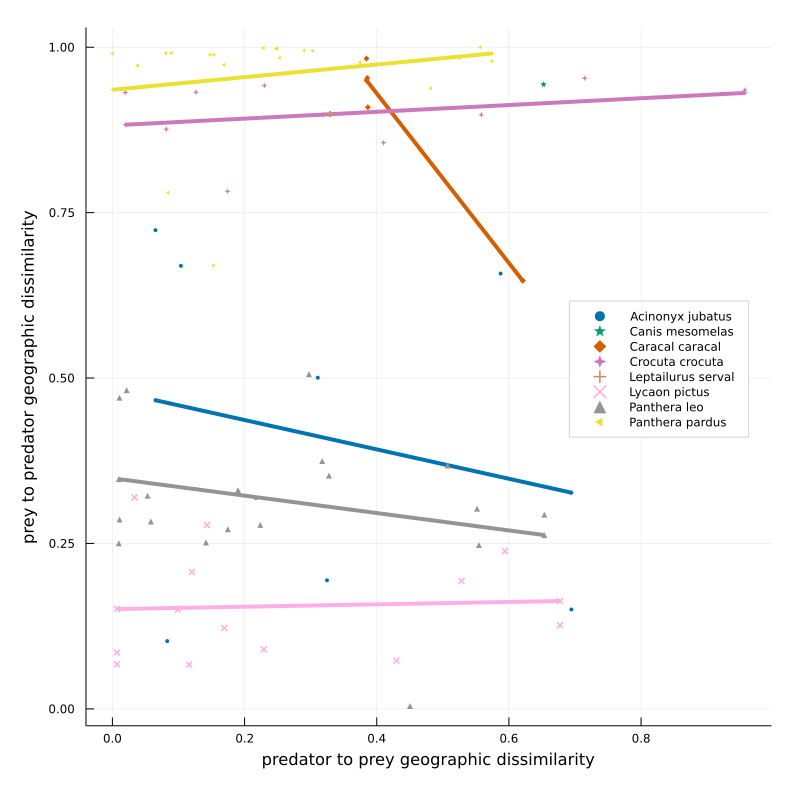 1.00
0.75
0.50
0.25
0.00
prey to predator geographic dissimilarity
Acinonyx jubatus
Canis mesomelas
Caracal caracal
Crocuta crocuta
Leptailurus serval
Lycaon pictus
Panthera leo
Panthera pardus
0.0 0.2 0.4 0.6 0.8
predator to prey geographic dissimilarity